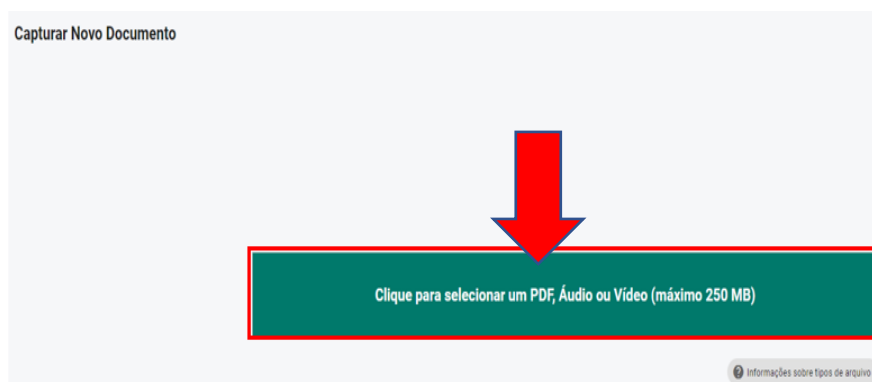 Capturar Novo Documento
Clique para selecionar um PDF, Áudio ou Vídeo (máximo 250 MB)
Informações sobre tipos de arquivo